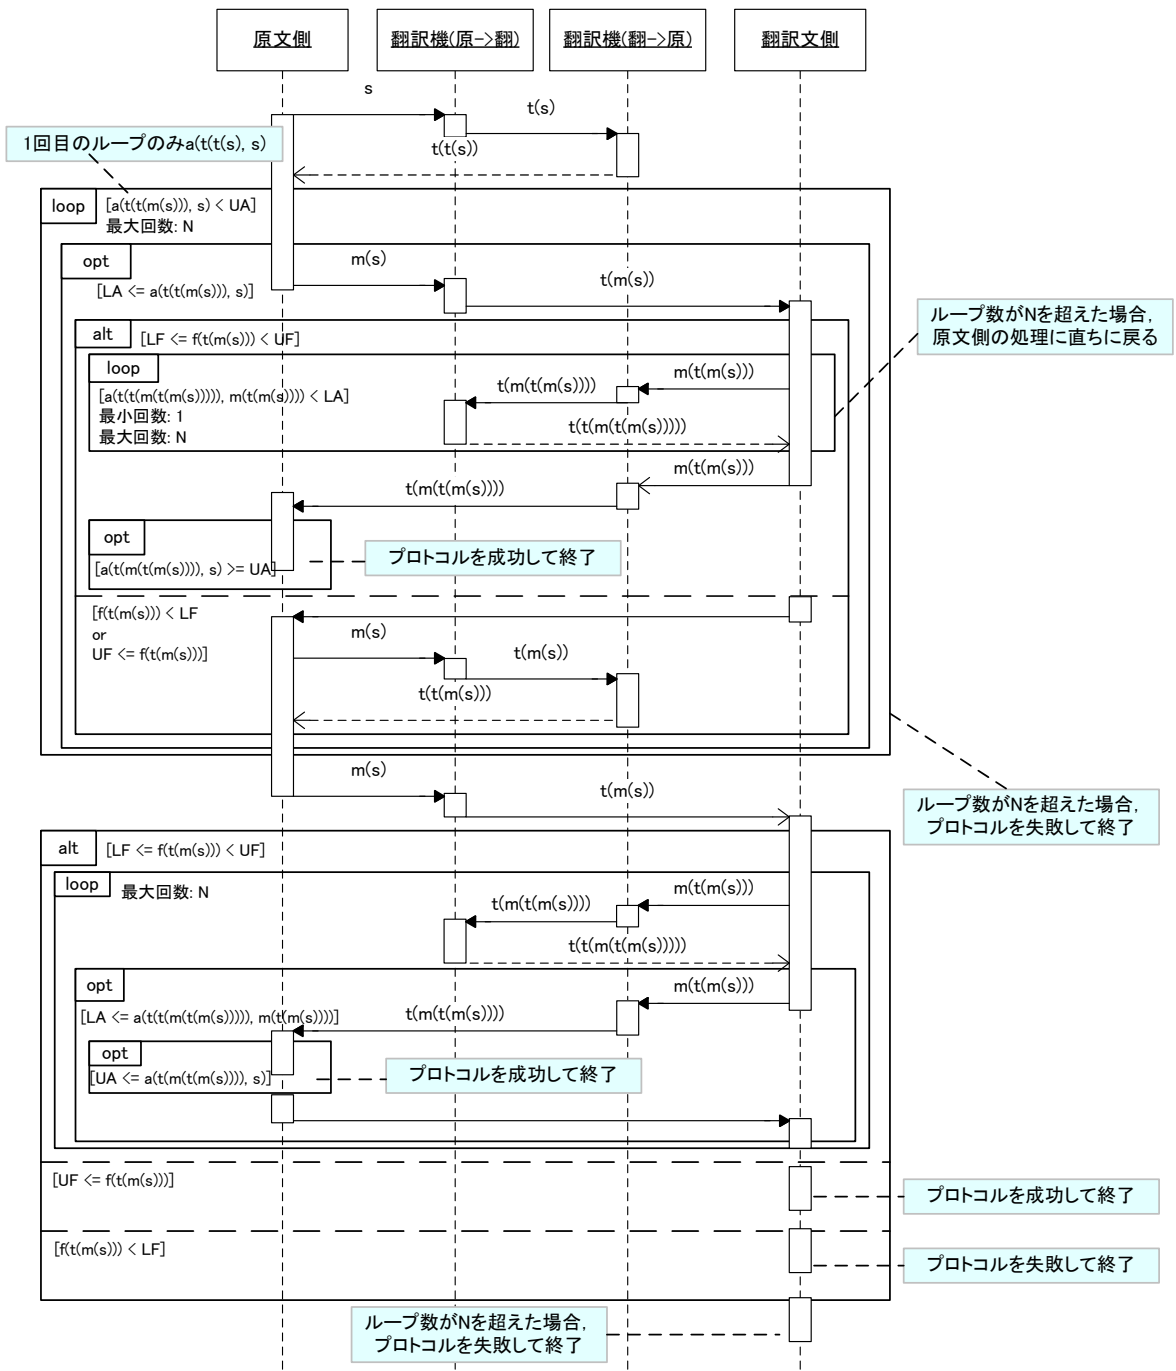 原文側
翻訳機(原->翻)
翻訳機(翻->原)
翻訳文側
s
t(s)
1回目のループのみa(t(t(s), s)
t(t(s))
loop
[a(t(t(m(s))), s) < UA]
最大回数: N
opt
m(s)
t(m(s))
[LA <= a(t(t(m(s))), s)]
ループ数がNを超えた場合,
原文側の処理に直ちに戻る
alt
[LF <= f(t(m(s))) < UF]
loop
t(m(t(m(s))))
m(t(m(s)))
[a(t(t(m(t(m(s))))), m(t(m(s)))) < LA]
最小回数: 1
最大回数: N
t(t(m(t(m(s)))))
m(t(m(s)))
t(m(t(m(s))))
opt
プロトコルを成功して終了
[a(t(m(t(m(s)))), s) >= UA]
[f(t(m(s))) < LF
or
UF <= f(t(m(s)))]
m(s)
t(m(s))
t(t(m(s)))
m(s)
t(m(s))
ループ数がNを超えた場合,
プロトコルを失敗して終了
alt
[LF <= f(t(m(s))) < UF]
loop
最大回数: N
m(t(m(s)))
t(m(t(m(s))))
t(t(m(t(m(s)))))
opt
m(t(m(s)))
[LA <= a(t(t(m(t(m(s))))), m(t(m(s))))]
t(m(t(m(s))))
opt
[UA <= a(t(m(t(m(s)))), s)]
プロトコルを成功して終了
[UF <= f(t(m(s)))]
プロトコルを成功して終了
[f(t(m(s))) < LF]
プロトコルを失敗して終了
ループ数がNを超えた場合,
プロトコルを失敗して終了